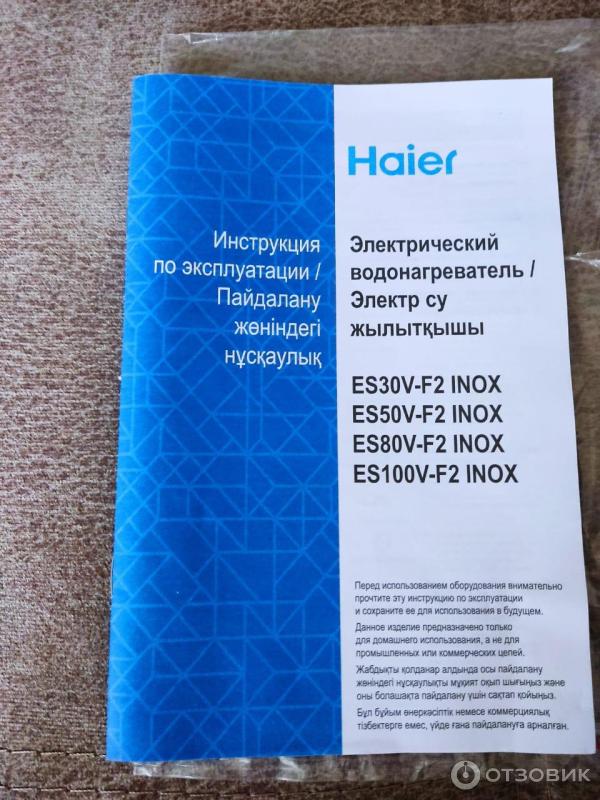 Haier
Инструкция
по эксплуатации /
Пайдалану
жөніндегі
нұсқаулық
Электрический
водонагреватель /
Электр су
жылытқышы
ES30V-F2 INOX
ES50V-F2 INOX
ES80V-F2 INOX
ES100V-F2 INOX
Перед использованием оборудования внимательно
прочтите эту инструкцию по эксплуатации
и сохраните ее для использования в будущем.
Данное изделие предназначено только
для домашнего использования, а не для
промышленных или коммерческих целей.
Жабдықты қолданар алдында осы пайдалану
жөніндегі нұсқаулықты мұқият оқып шығыңыз және
оны болашақта пайдалану үшін сақтап қойыңыз.
Бұл бұйым өнеркәсіптік немесе коммерциялық
тізбектерге емес, үйде ғана пайдалануға арналған.
ОТЗОВИК